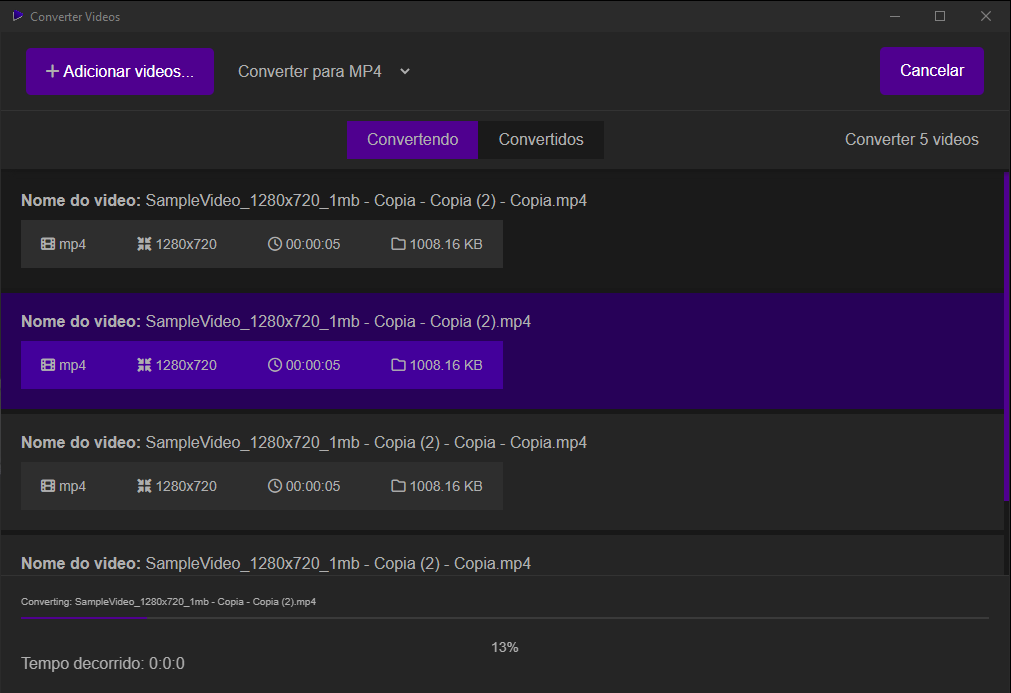 Converter Videos
Adicionar videos...
Converter para MP4
Cancelar
Convertendo
Convertidos
Converter 5 videos
Nome do video: SampleVideo_1280x720_1mb - Copia - Copia (2) - Copia.mp4
mp4 1280x720 00:00:05 1008.16 KB
Nome do video: SampleVideo_1280x720_1mb - Copia - Copia (2).mp4
mp4 1280x720 00:00:05 1008.16 KB
Nome do video: SampleVideo_1280x720_1mb - Copia (2) - Copia - Copia.mp4
mp4 1280x720 00:00:05 1008.16 KB
Nome do video: SampleVideo_1280x720_1mb - Copia (2) - Copia.mp4
Converting: SampleVideo_1280x720_1mb - Copia - Copia (2).mp4
13%
Tempo decorrido: 0:0:0